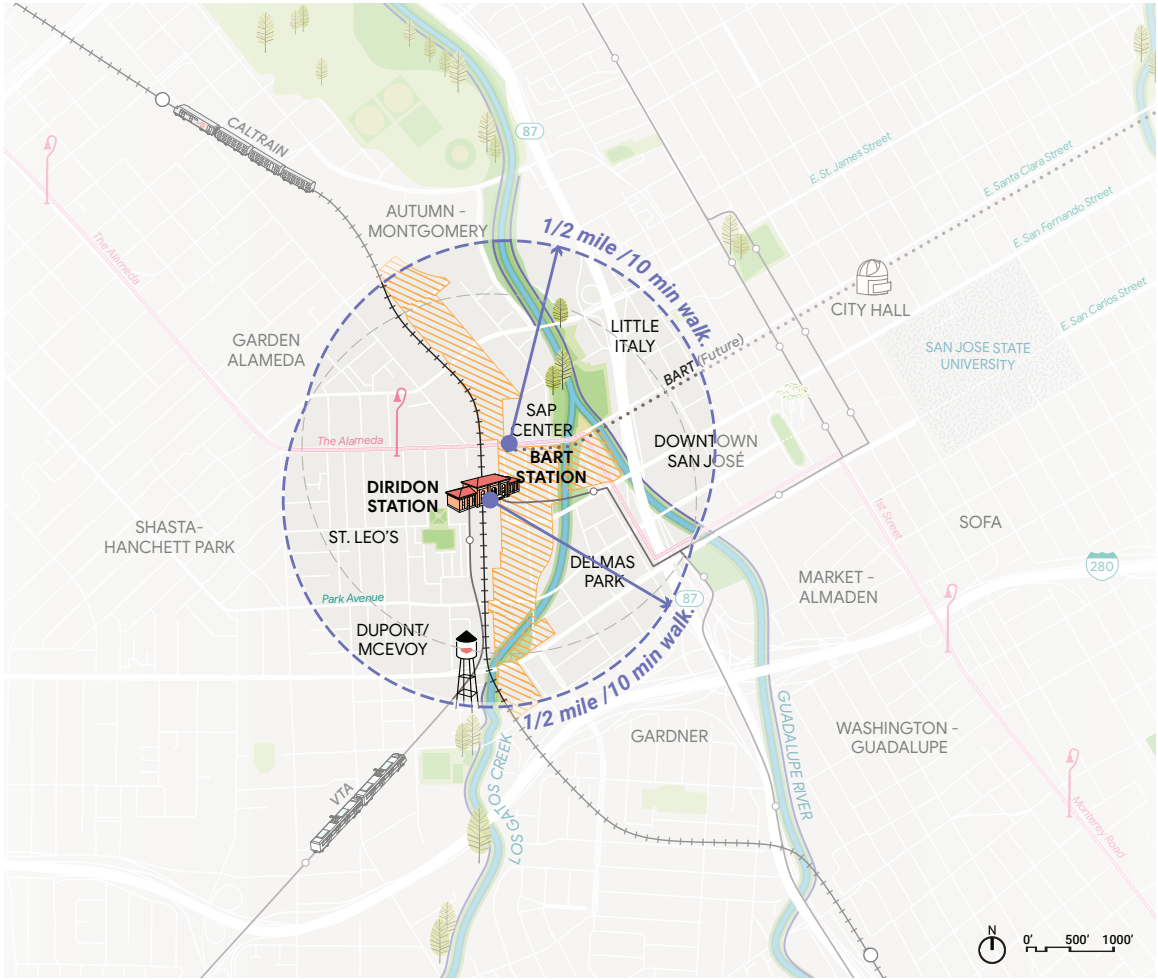 87
E. St. James Street
CALTRAIN
E. Santa Clara Street
E. San Fernando Street
AUTUMN -
MONTGOMERY
1/2 mile /10 min walk.
The Alameda
E. San Carlos Street
CITY HALL
LITTLE
ITALY
GARDEN
ALAMEDA
BART (Future)
SAN JOSE STATE
UNIVERSITY
SAP
CENTER
The Alameda
DOWNTOWN
SAN JOSÉ
BART
STATION
DIRIDON
STATION
1st Street
SHASTA-
HANCHETT PARK
ST. LEO'S
SOFA
DELMAS
PARK
280
MARKET -
ALMADEN
Park Avenue
87
DUPONT/
MCEVOY
1/2 mile /10 min walk.
GARDNER
WASHINGTON -
GUADALUPE
GUADALUPE RIVER
LOS GATOS CREEK
VTA
Monterey Road
N
0' 500' 1000'